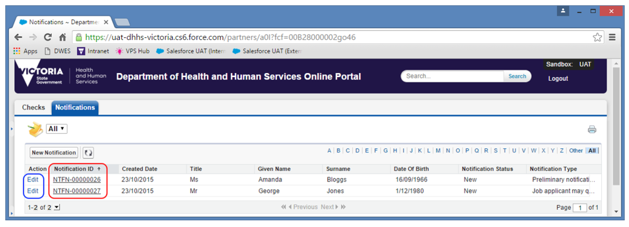 Notifications ~ Departme
https://uat-dhhs-victoria.cs6.force.com/partners/a0I?fcf=00B28000002go46
Apps DWES Intranet VPS Hub Salesforce UAT (Inter Salesforce UAT (Exter
Sandbox: UAT
VICTORIA State Government Health and Human Services Department of Health and Human Services Online Portal Search... Search Logout
Checks Notifications
All
New Notification A B C D E F G H I J K L M N O P Q R S T U V W X Y Z Other All
Action Notification ID ↑ Created Date Title Given Name Surname Date Of Birth Notification Status Notification Type
Edit NTFN-00000026 23/10/2015 Ms Amanda Bloggs 16/09/1966 New Preliminary notificati...
Edit NTFN-00000027 23/10/2015 Mr George Jones 1/12/1980 New Job applicant may q...
1-2 of 2 Previous Next Page 1 of 1